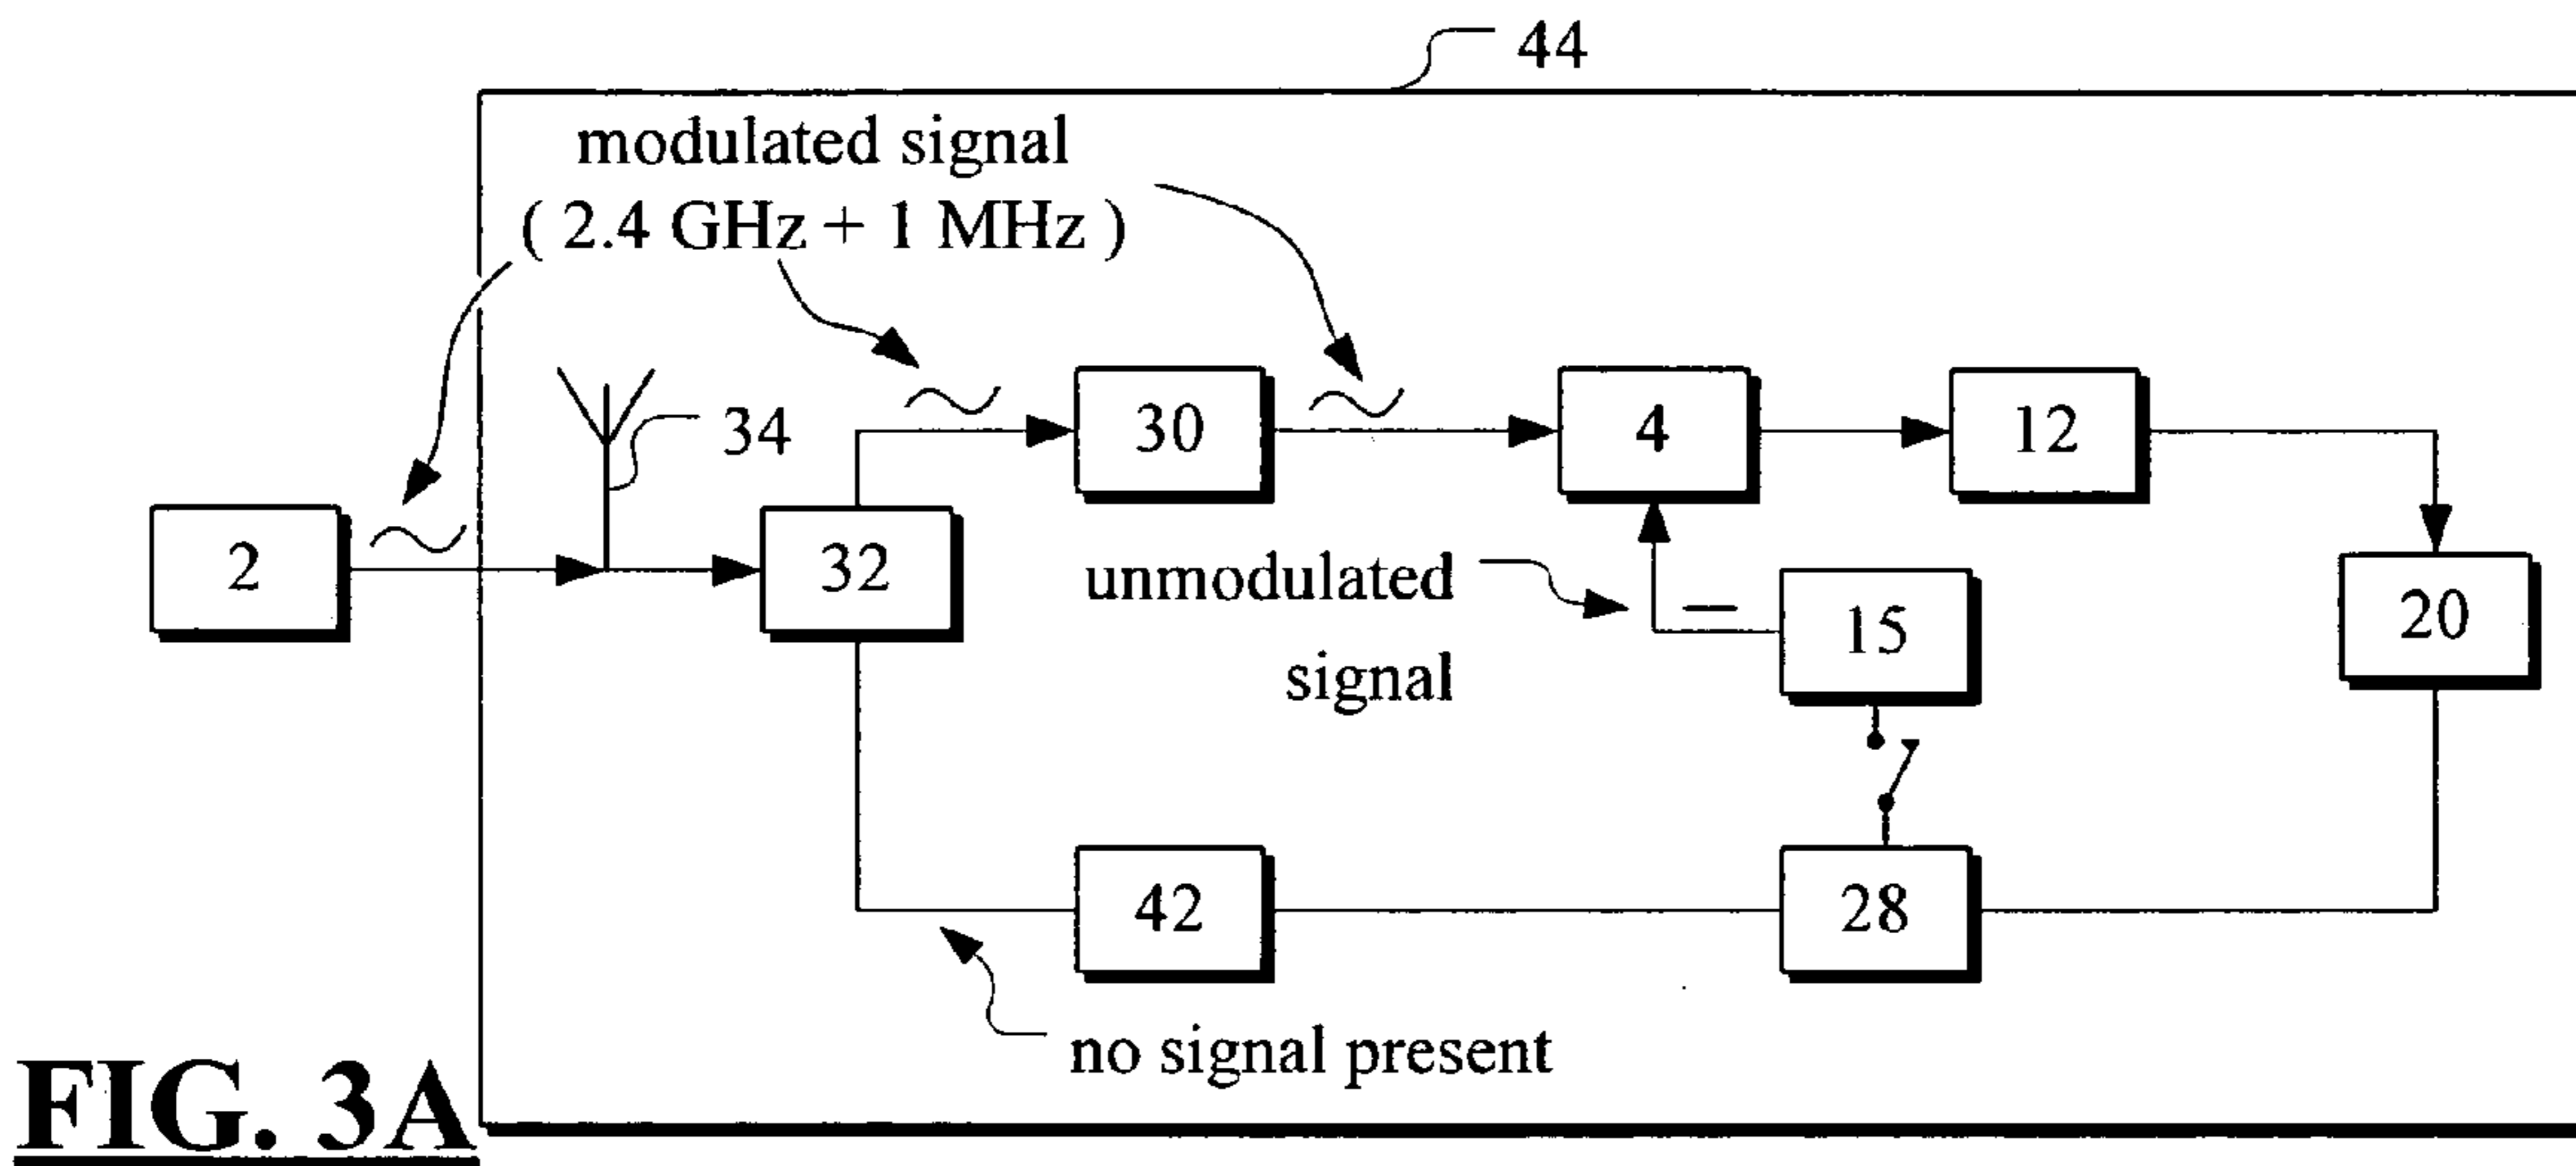 44
modulated signal
( 2.4 GHz + 1 MHz )
34
30
4
12
2
32
unmodulated
signal
15
20
42
28
no signal present
FIG. 3A